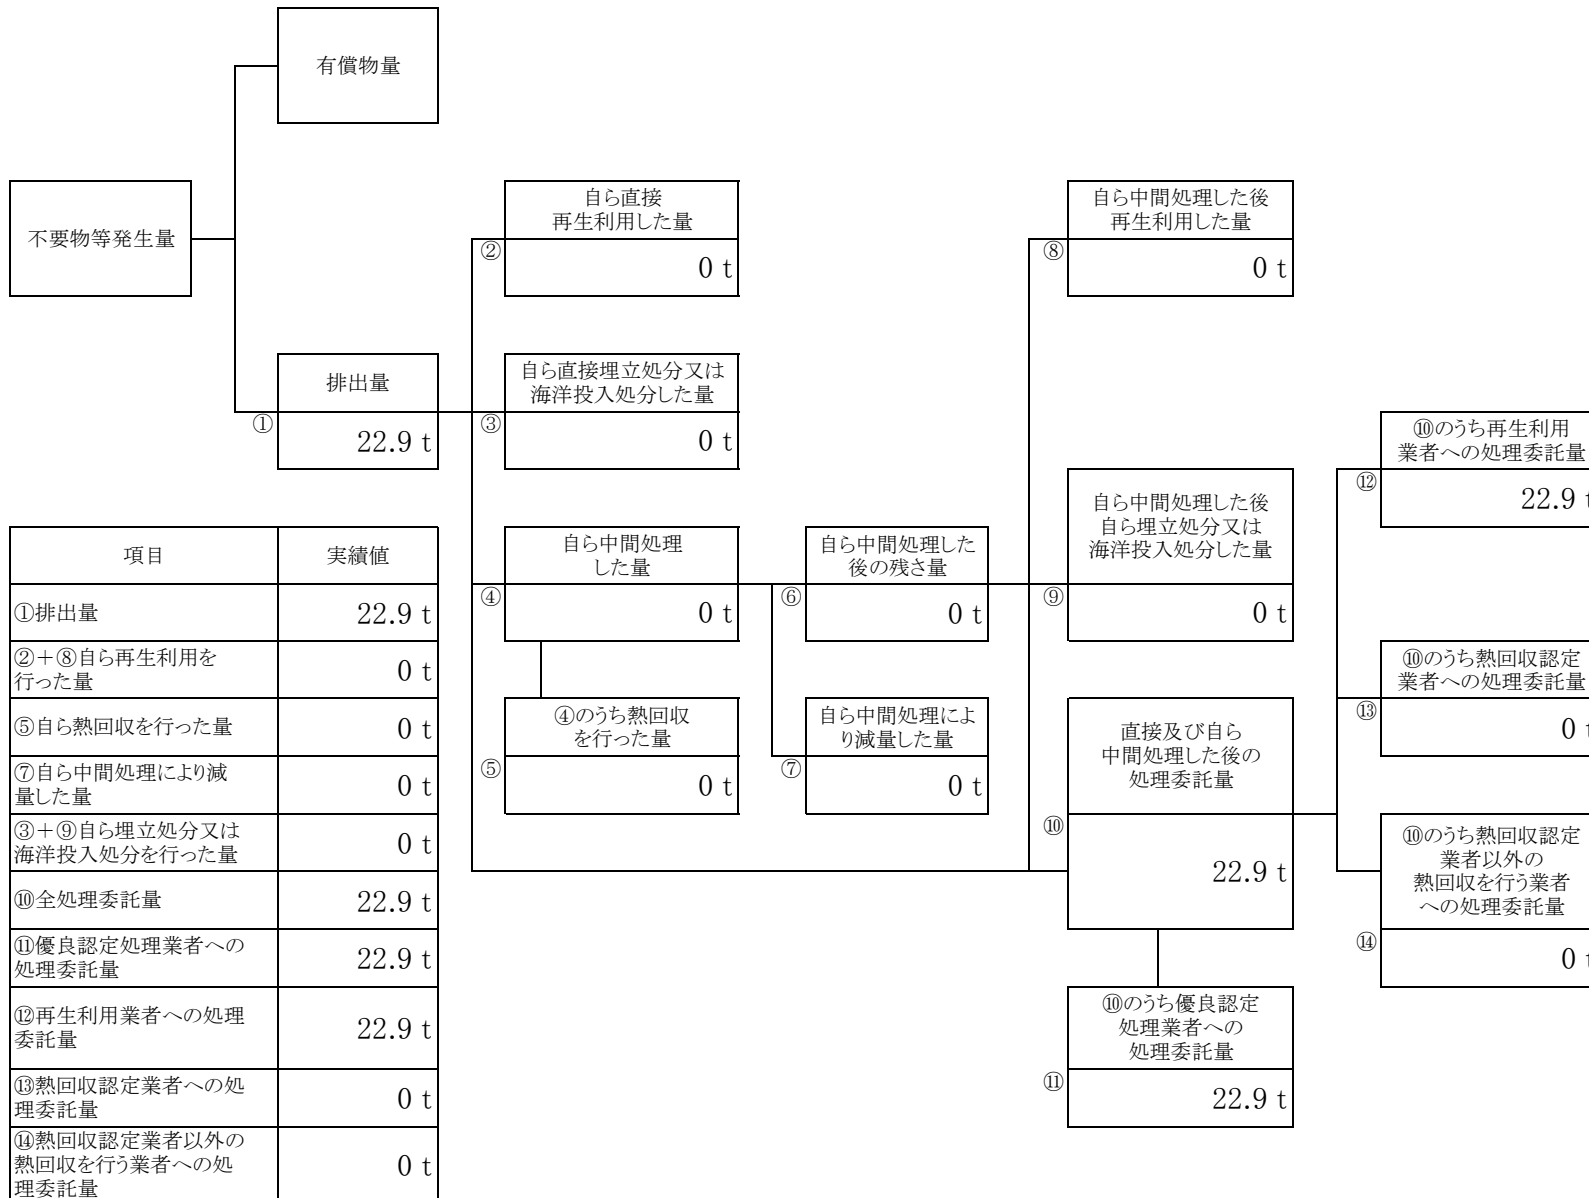 有償物量
不要物等発生量
排出量
①
22.9 t
自ら直接
再生利用した量
②
0 t
自ら直接埋立処分又は
海洋投入処分した量
③
0 t
自ら中間処理
した量
④
0 t
④のうち熱回収
を行った量
⑤
0 t
自ら中間処理した
後の残さ量
⑥
0 t
自ら中間処理によ
り減量した量
⑦
0 t
自ら中間処理した後
再生利用した量
⑧
0 t
自ら中間処理した後
自ら埋立処分又は
海洋投入処分した量
⑨
0 t
直接及び自ら
中間処理した後の
処理委託量
⑩
22.9 t
⑩のうち優良認定
処理業者への
処理委託量
⑪
22.9 t
⑩のうち再生利用
業者への処理委託量
⑫
22.9 t
⑩のうち熱回収認定
業者への処理委託量
⑬
0 t
⑩のうち熱回収認定
業者以外の
熱回収を行う業者
への処理委託量
⑭
0 t
項目 実績値
①排出量 22.9 t
②+⑧自ら再生利用を
行った量 0 t
⑤自ら熱回収を行った量 0 t
⑦自ら中間処理により減
量した量 0 t
③+⑨自ら埋立処分又は
海洋投入処分を行った量 0 t
⑩全処理委託量 22.9 t
⑪優良認定処理業者への
処理委託量 22.9 t
⑫再生利用業者への処理
委託量 22.9 t
⑬熱回収認定業者への処
理委託量 0 t
⑭熱回収認定業者以外の
熱回収を行う業者への処
理委託量 0 t